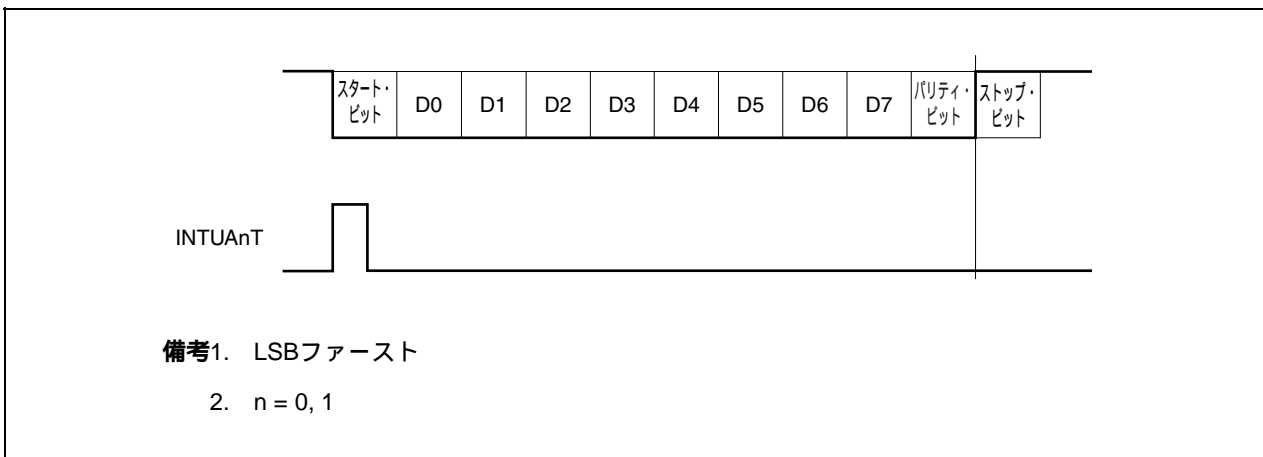 スタート・
ビット
D0
D1
D2
D3
D4
D5
D6
D7
パリティ・
ビット
ストップ・
ビット
INTUAnT
備考1. LSBファースト
2. n = 0, 1